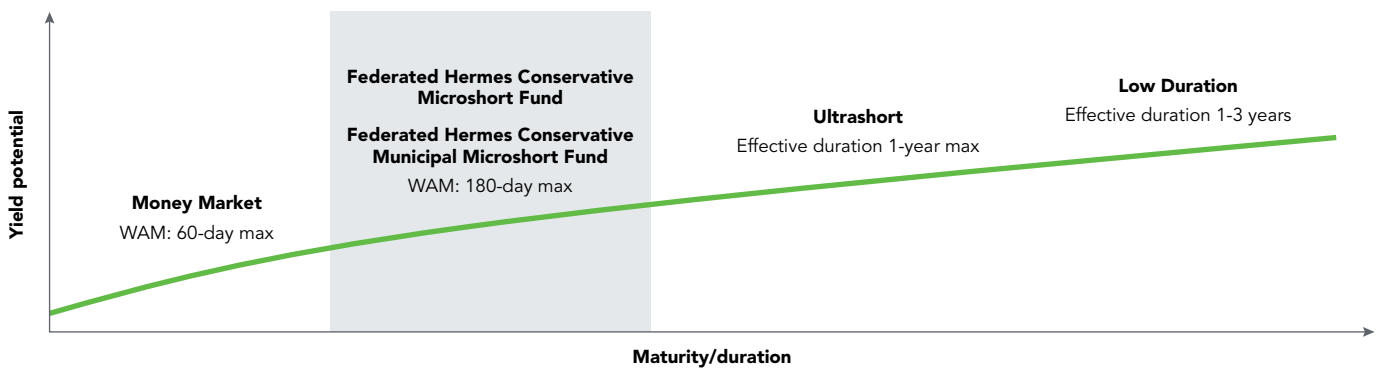 Yield potential
Money Market
WAM: 60-day max
Federated Hermes Conservative
Microshort Fund
Federated Hermes Conservative
Municipal Microshort Fund
WAM: 180-day max
Ultrashort
Effective duration 1-year max
Low Duration
Effective duration 1-3 years
Maturity/duration